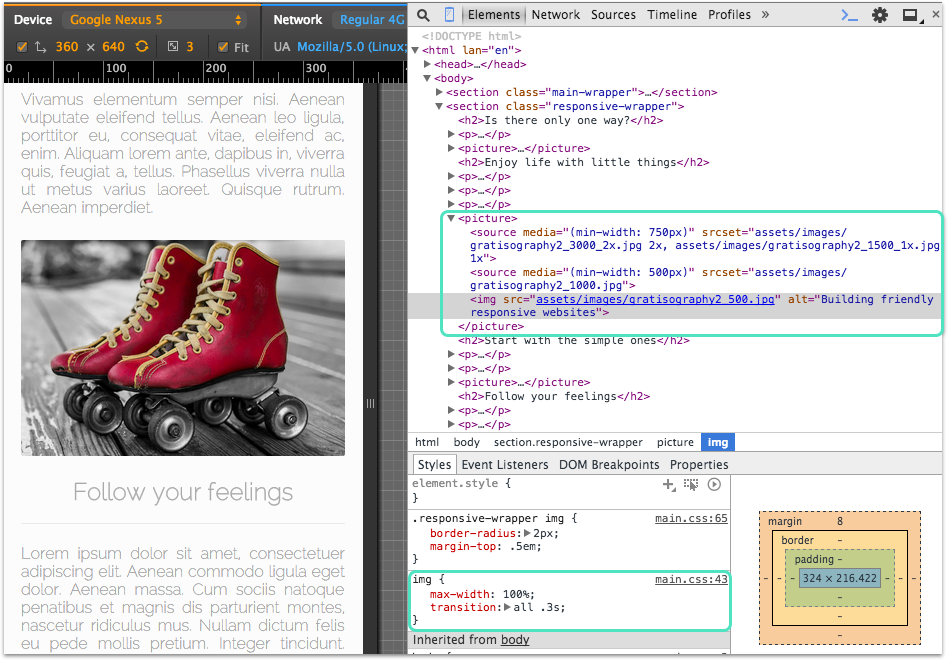 Device Google Nexus 5
Network Regular 4G
360 × 640 3 Fit
UA Mozilla/5.0 (Linux;
0 100 200 300
Vivamus elementum semper nisi. Aenean
vulputate eleifend tellus. Aenean leo ligula,
porttitor eu, consequat vitae, eleifend ac,
enim. Aliquam lorem ante, dapibus in, viverra
quis, feugiat a, tellus. Phasellus viverra nulla
ut metus varius laoreet. Quisque rutrum.
Aenean imperdiet.
Follow your feelings
Lorem ipsum dolor sit amet, consectetuer
adipiscing elit. Aenean commodo ligula eget
dolor. Aenean massa. Cum sociis natoque
penatibus et magnis dis parturient montes,
nascetur ridiculus mus. Nullam dictum felis
eu pede mollis pretium. Integer tincidunt.
Elements Network Sources Timeline Profiles »
<!DOCTYPE html>
<html lan="en">
<head>…</head>
<body>
<section class="main-wrapper">…</section>
<section class="responsive-wrapper">
<h2>Is there only one way?</h2>
<p>…</p>
<picture>…</picture>
<h2>Enjoy life with little things</h2>
<p>…</p>
<p>…</p>
<p>…</p>
<picture>
<source media="(min-width: 750px)" srcset="assets/images/
gratisography2_3000_2x.jpg 2x, assets/images/gratisography2_1500_1x.jpg
1x">
<source media="(min-width: 500px)" srcset="assets/images/
gratisography2_1000.jpg">
<img src="assets/images/gratisography2_500.jpg" alt="Building friendly
responsive websites">
</picture>
<h2>Start with the simple ones</h2>
<p>…</p>
<p>…</p>
<picture>…</picture>
<h2>Follow your feelings</h2>
<p>…</p>
<p>…</p>
html body section.responsive-wrapper picture img
Styles Event Listeners DOM Breakpoints Properties
element.style {
}
.responsive-wrapper img { main.css:65
border-radius: 2px;
margin-top: .5em;
}
img { main.css:43
max-width: 100%;
transition: all .3s;
}
Inherited from body
margin 8
border -
padding -
- - - 324 × 216.422 - - -
-
-
-